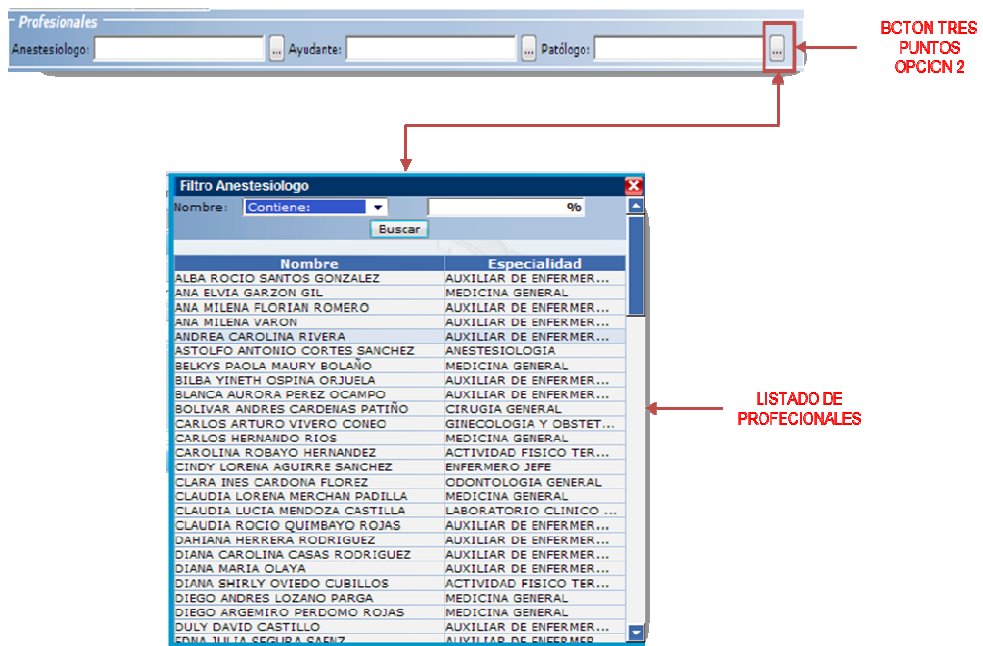 Profesionales
Anestesiologo: ... Ayudante: ... Patólogo: ...
BCTON TRES
PUNTOS
OPCICN 2
Filtro Anestesiologo
Nombre: Contiene: %
Buscar
Nombre Especialidad
ALBA ROCIO SANTOS GONZALEZ AUXILIAR DE ENFERMER...
ANA ELVIA GARZON GIL MEDICINA GENERAL
ANA MILENA FLORIAN ROMERO AUXILIAR DE ENFERMER...
ANA MILENA VARON AUXILIAR DE ENFERMER...
ANDREA CAROLINA RIVERA AUXILIAR DE ENFERMER...
ASTOLFO ANTONIO CORTES SANCHEZ ANESTESIOLOGIA
BELKYS PAOLA MAURY BOLAÑO MEDICINA GENERAL
BILBA YINETH OSPINA ORJUELA AUXILIAR DE ENFERMER...
BLANCA AURORA PEREZ OCAMPO AUXILIAR DE ENFERMER...
BOLIVAR ANDRES CARDENAS PATIÑO CIRUGIA GENERAL
CARLOS ARTURO VIVERO CONEO GINECOLOGIA Y OBSTET...
CARLOS HERNANDO RIOS MEDICINA GENERAL
CAROLINA ROBAYO HERNANDEZ ACTIVIDAD FISICO TER...
CINDY LORENA AGUIRRE SANCHEZ ENFERMERO JEFE
CLARA INES CARDONA FLOREZ ODONTOLOGIA GENERAL
CLAUDIA LORENA MERCHAN PADILLA MEDICINA GENERAL
CLAUDIA LUCIA MENDOZA CASTILLA LABORATORIO CLINICO ...
CLAUDIA ROCIO QUIMBAYO ROJAS AUXILIAR DE ENFERMER...
DAHIANA HERRERA RODRIGUEZ AUXILIAR DE ENFERMER...
DIANA CAROLINA CASAS RODRIGUEZ AUXILIAR DE ENFERMER...
DIANA MARIA OLAYA AUXILIAR DE ENFERMER...
DIANA SHIRLY OVIEDO CUBILLOS ACTIVIDAD FISICO TER...
DIEGO ANDRES LOZANO PARGA MEDICINA GENERAL
DIEGO ARGEMIRO PERDOMO ROJAS MEDICINA GENERAL
DULY DAVID CASTILLO AUXILIAR DE ENFERMER...
EDNA JULIA SEGURA SAENZ AUXILIAR DE ENFERMER...
LISTADO DE
PROFECIONALES